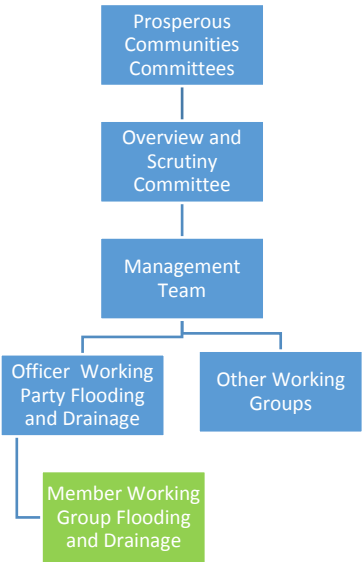 Prosperous
Communities
Committees
Overview and
Scrutiny
Committee
Management
Team
Officer  Working
Party Flooding
and Drainage
Other Working
Groups
Member Working
Group Flooding
and Drainage